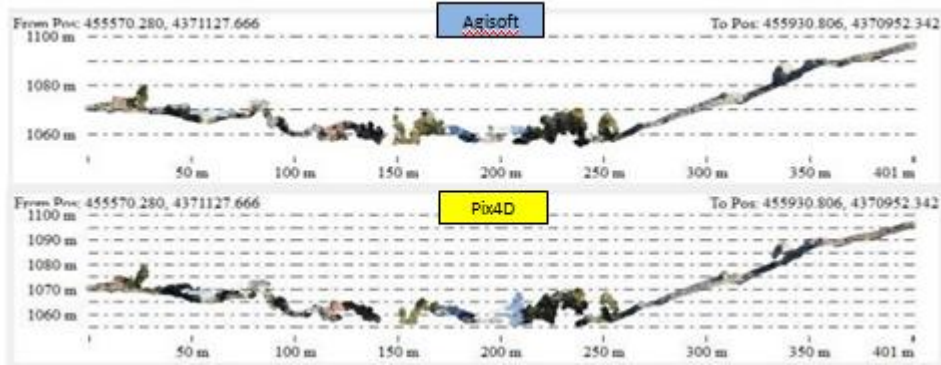 Agisoft
From Pos: 455570.280, 4371127.666 To Pos: 455930.806, 4370952.342
1100 m
1080 m
1060 m
50 m 100 m 150 m 200 m 250 m 300 m 350 m 401 m
Pix4D
From Pos: 455570.280, 4371127.666 To Pos: 455930.806, 4370952.342
1100 m
1090 m
1080 m
1070 m
1060 m
50 m 100 m 150 m 200 m 250 m 300 m 350 m 401 m